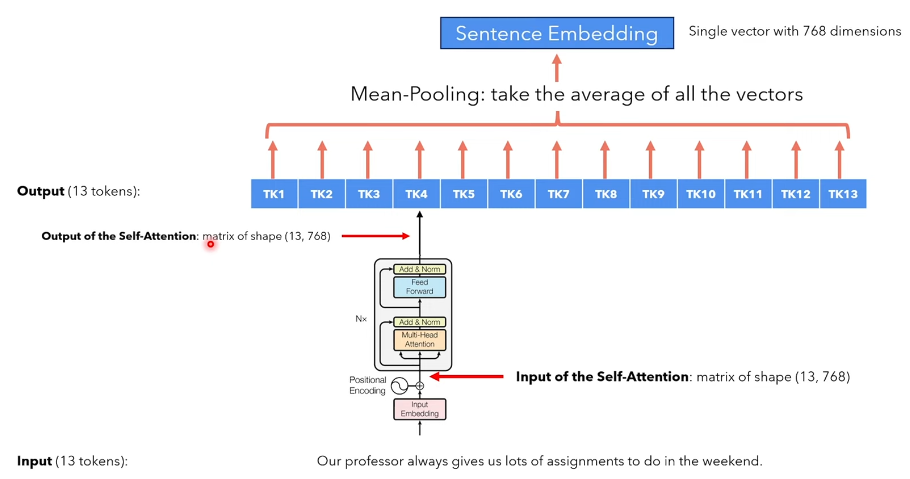 Sentence Embedding
Single vector with 768 dimensions
Mean-Pooling: take the average of all the vectors
Output (13 tokens):
TK1 TK2 TK3 TK4 TK5 TK6 TK7 TK8 TK9 TK10 TK11 TK12 TK13
Output of the Self-Attention: matrix of shape (13, 768)
Add & Norm
Feed
Forward
Nx
Add & Norm
Multi-Head
Attention
Positional
Encoding
Input of the Self-Attention: matrix of shape (13, 768)
Input
Embedding
Input (13 tokens):
Our professor always gives us lots of assignments to do in the weekend.